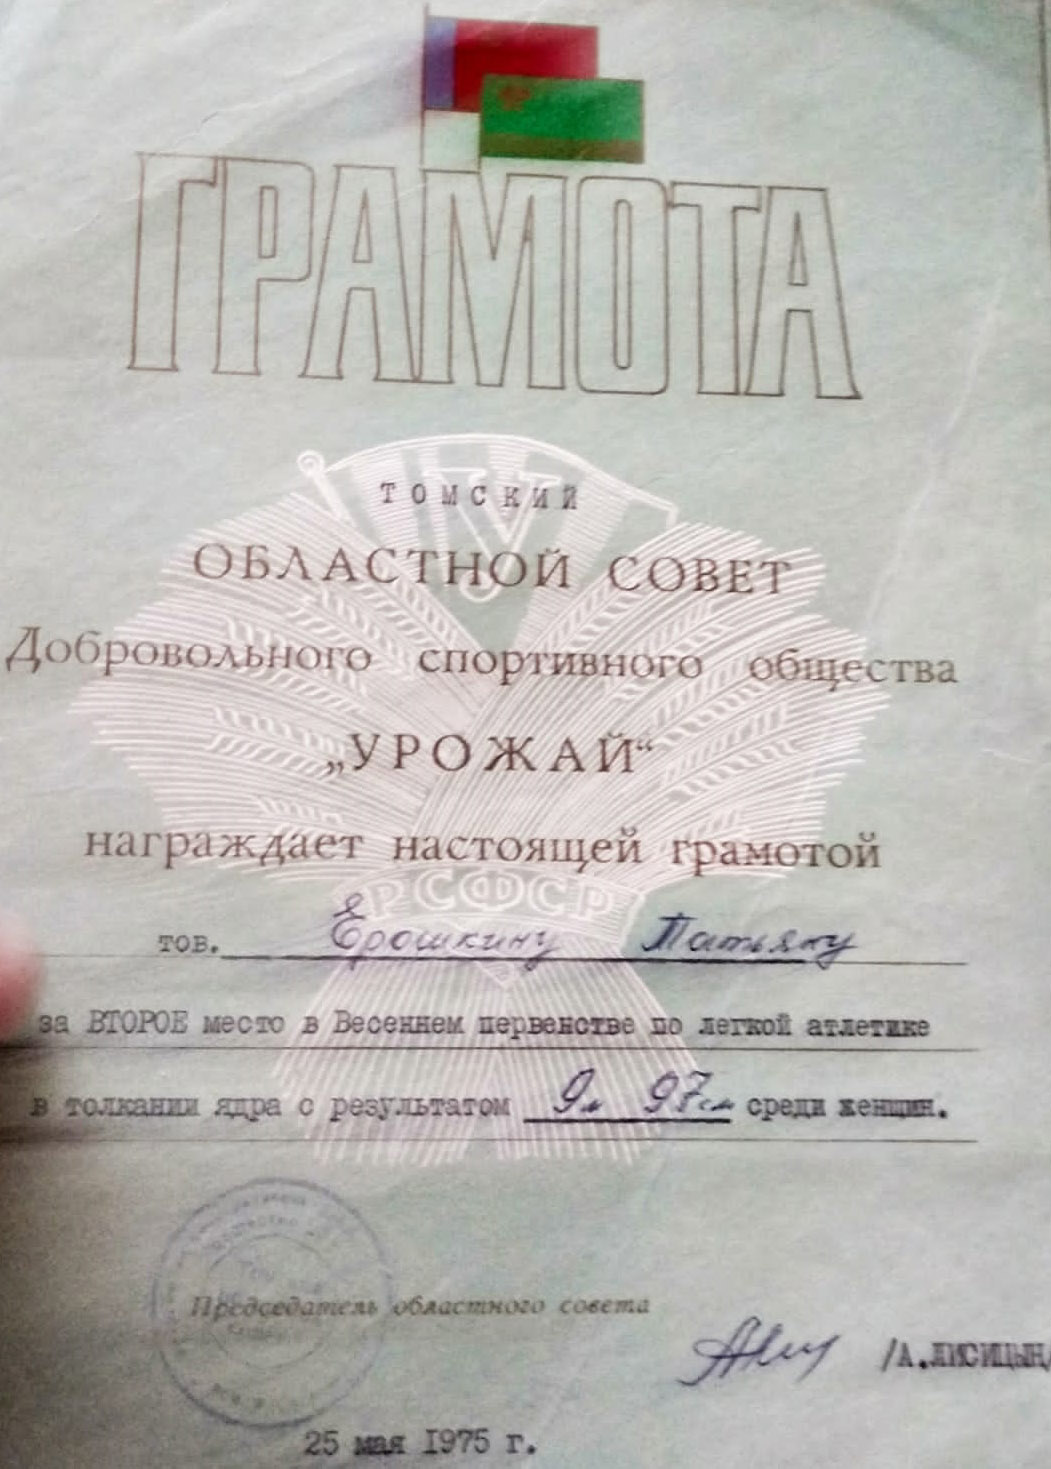 ГРАМОТА
ТОМСКИЙ
ОБЛАСТНОЙ СОВЕТ
Добровольного спортивного общества
„УРОЖАЙ“
награждает настоящей грамотой
РСФСР
тов. Ерошкину Татьяну
за ВТОРОЕ место в Весеннем первенстве по легкой атлетике
в толкании ядра с результатом 9м 97см среди женщин.
Председатель областного совета
/А.ЛИСИЦЫН/
25 мая 1975 г.